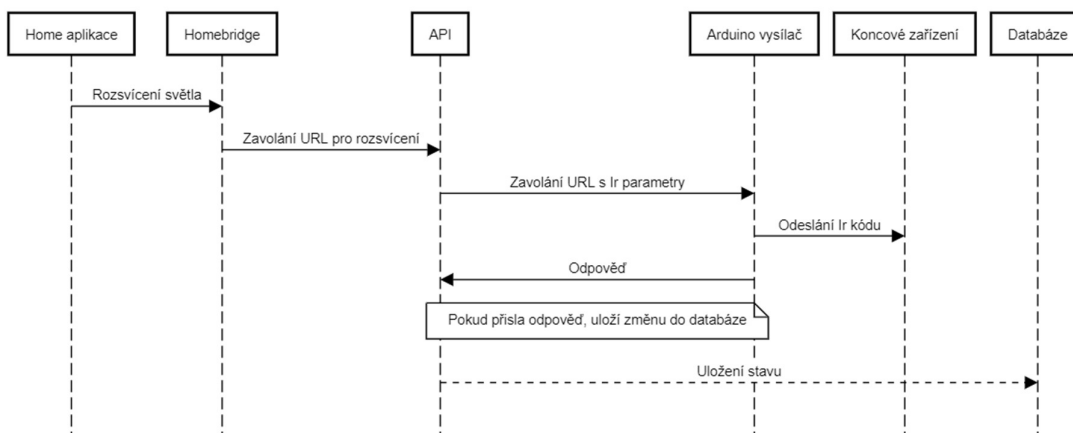 Home aplikace
Homebridge
API
Arduino vysílač
Koncové zařízení
Databáze
Rozsvícení světla
Zavolání URL pro rozsvícení
Zavolání URL s Ir parametry
Odeslání Ir kódu
Odpověď
Pokud přisla odpověď, uloží změnu do databáze
Uložení stavu